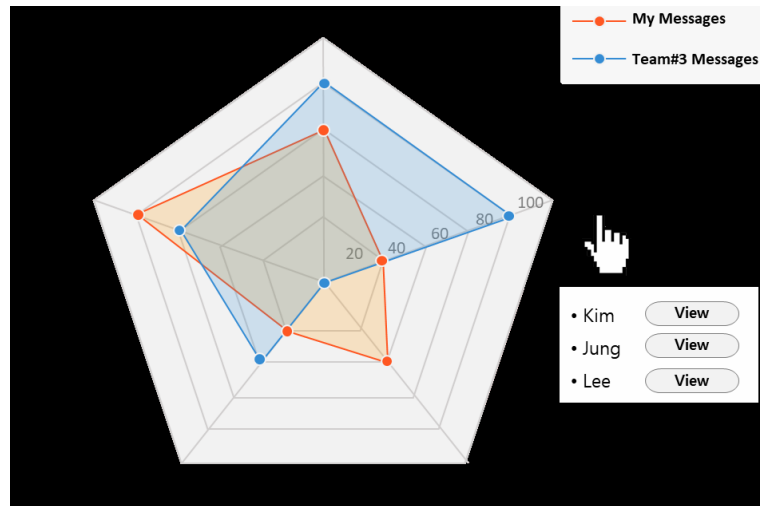 My Messages
Team#3 Messages
100
80
60
40
20
• Kim View
• Jung View
• Lee View